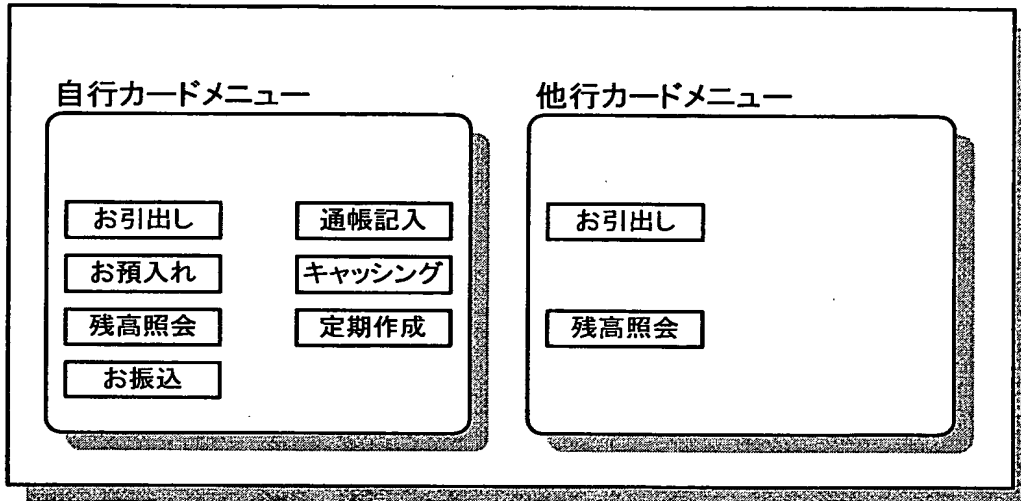 自行カードメニュー
お引出し
お預入れ
残高照会
お振込
通帳記入
キャッシング
定期作成
他行カードメニュー
お引出し
残高照会